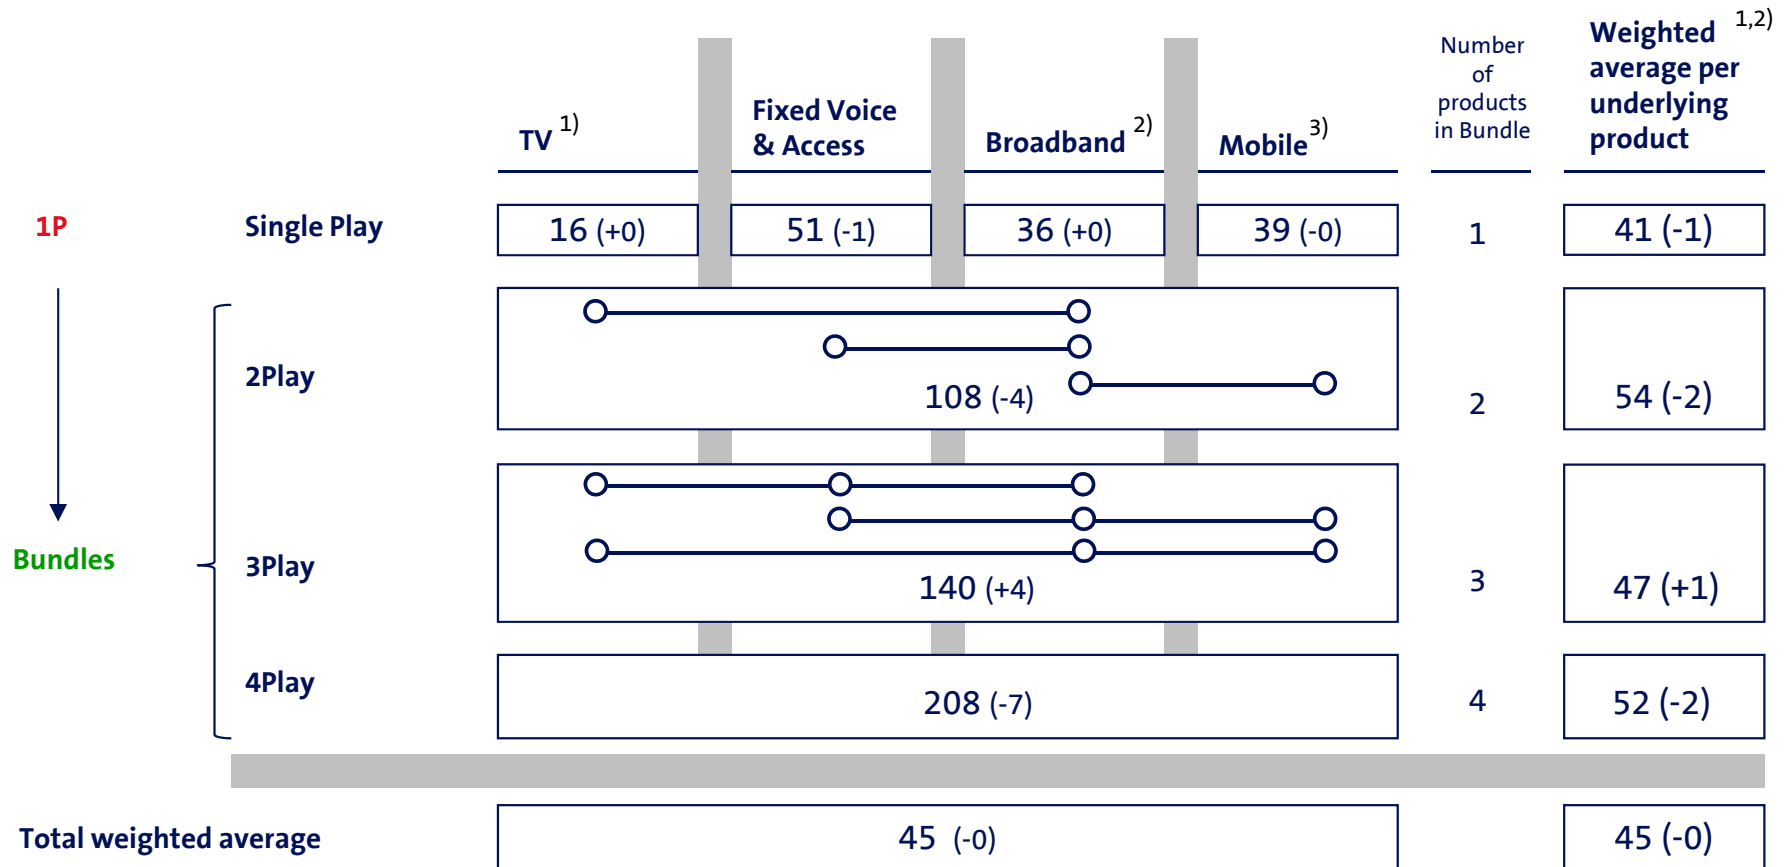 TV 1)
Fixed Voice
& Access
Broadband 2)
Mobile 3)
Number
of
products
in Bundle
Weighted 1,2)
average per
underlying
product
1P
Single Play
16 (+0)
51 (-1)
36 (+0)
39 (-0)
1
41 (-1)
2Play
108 (-4)
2
54 (-2)
Bundles
3Play
140 (+4)
3
47 (+1)
4Play
208 (-7)
4
52 (-2)
Total weighted average
45 (-0)
45 (-0)